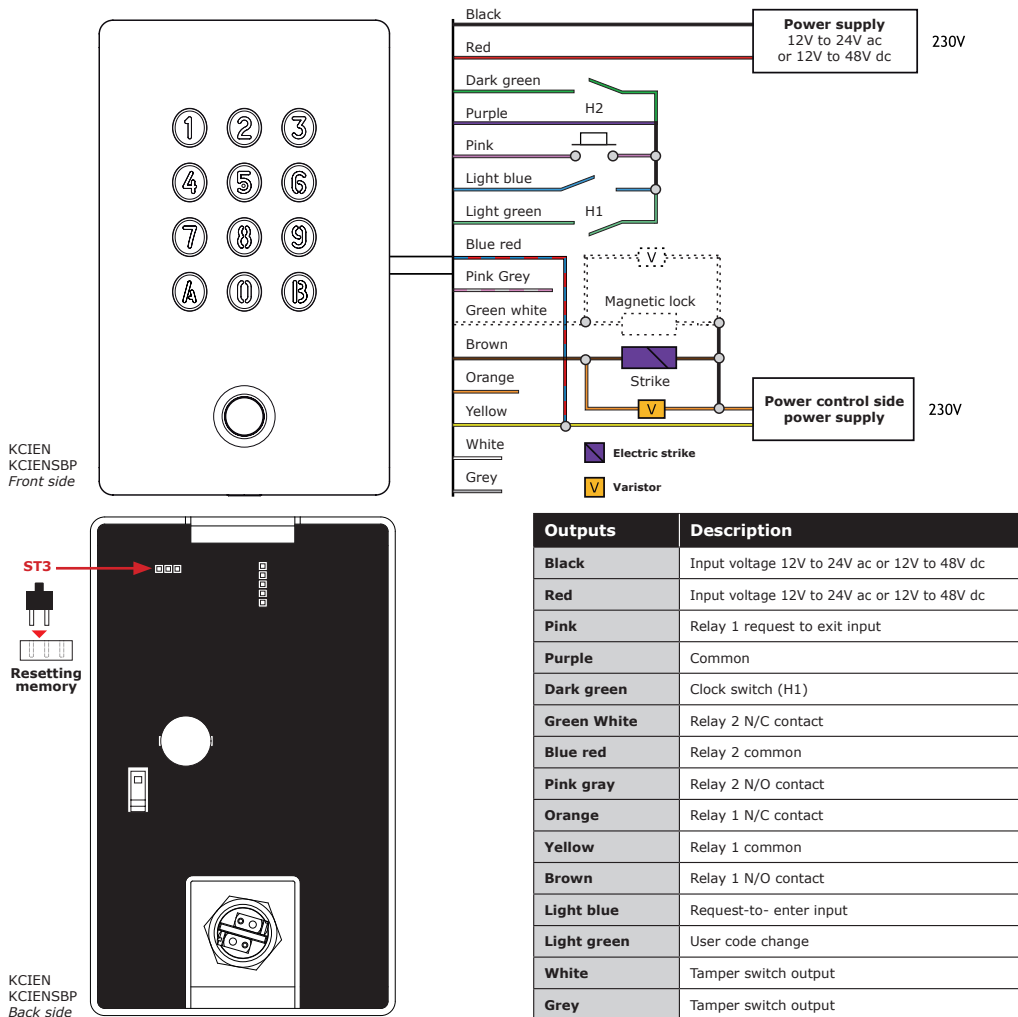 1 2 3
4 5 6
7 8 9
A 0 B
KCIEN
KCIENSBP
Front side
Black
Red
Dark green
Purple
H2
Pink
Light blue
Light green
H1
Blue red
Pink Grey
Green white
Brown
Orange
Yellow
White
Grey
Power supply
12V to 24V ac
or 12V to 48V dc
230V
V
Magnetic lock
Strike
V
Power control side
power supply
230V
Electric strike
V Varistor
ST3
Resetting
memory
KCIEN
KCIENSBP
Back side
Outputs Description
Black Input voltage 12V to 24V ac or 12V to 48V dc
Red Input voltage 12V to 24V ac or 12V to 48V dc
Pink Relay 1 request to exit input
Purple Common
Dark green Clock switch (H1)
Green White Relay 2 N/C contact
Blue red Relay 2 common
Pink gray Relay 2 N/O contact
Orange Relay 1 N/C contact
Yellow Relay 1 common
Brown Relay 1 N/O contact
Light blue Request-to- enter input
Light green User code change
White Tamper switch output
Grey Tamper switch output